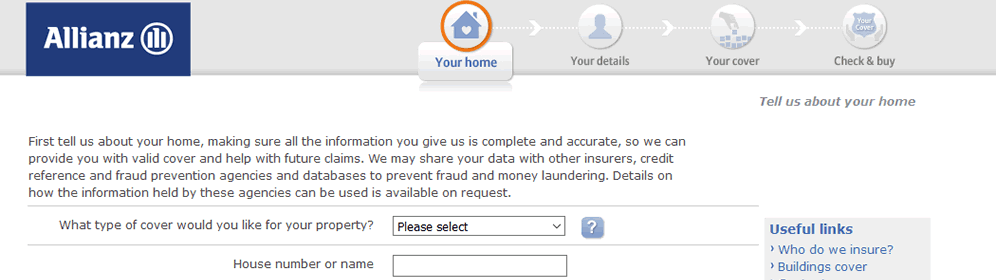 Allianz
Your home
Your details
Your Cover
Your cover
Check & buy
Tell us about your home
First tell us about your home, making sure all the information you give us is complete and accurate, so we can
provide you with valid cover and help with future claims. We may share your data with other insurers, credit
reference and fraud prevention agencies and databases to prevent fraud and money laundering. Details on
how the information held by these agencies can be used is available on request.
What type of cover would you like for your property?
Please select
?
House number or name
Useful links
Who do we insure?
Buildings cover